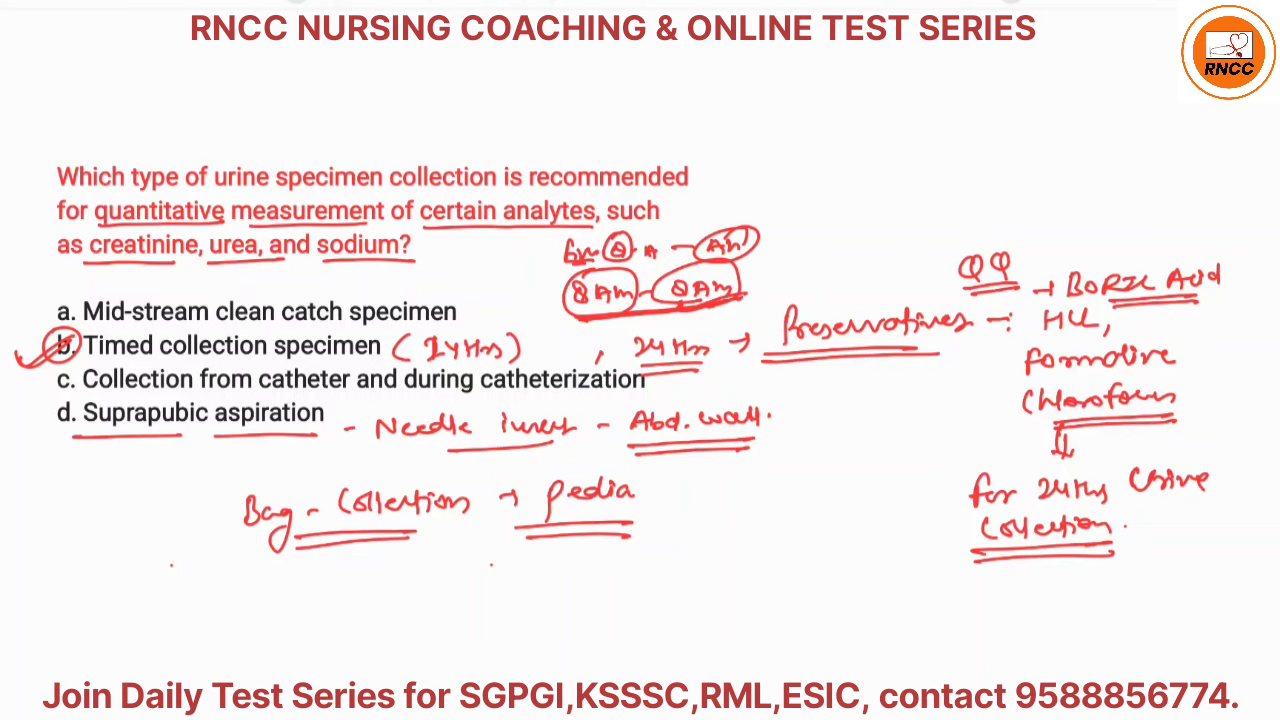 RNCC NURSING COACHING & ONLINE TEST SERIES
RNCC
Which type of urine specimen collection is recommended
for quantitative measurement of certain analytes, such
as creatinine, urea, and sodium?
8 Am - 8 Am
a. Mid-stream clean catch specimen
b. Timed collection specimen (24 Hrs) , 24 Hrs → Preservatives -:
c. Collection from catheter and during catheterization
d. Suprapubic aspiration - Needle - Abd. wall.
Bag - Collection → pedia
QQ
→ Acid
HCL,
for 24 Hrs Urine
Collection.
Join Daily Test Series for SGPGI,KSSSC,RML,ESIC, contact 9588856774.